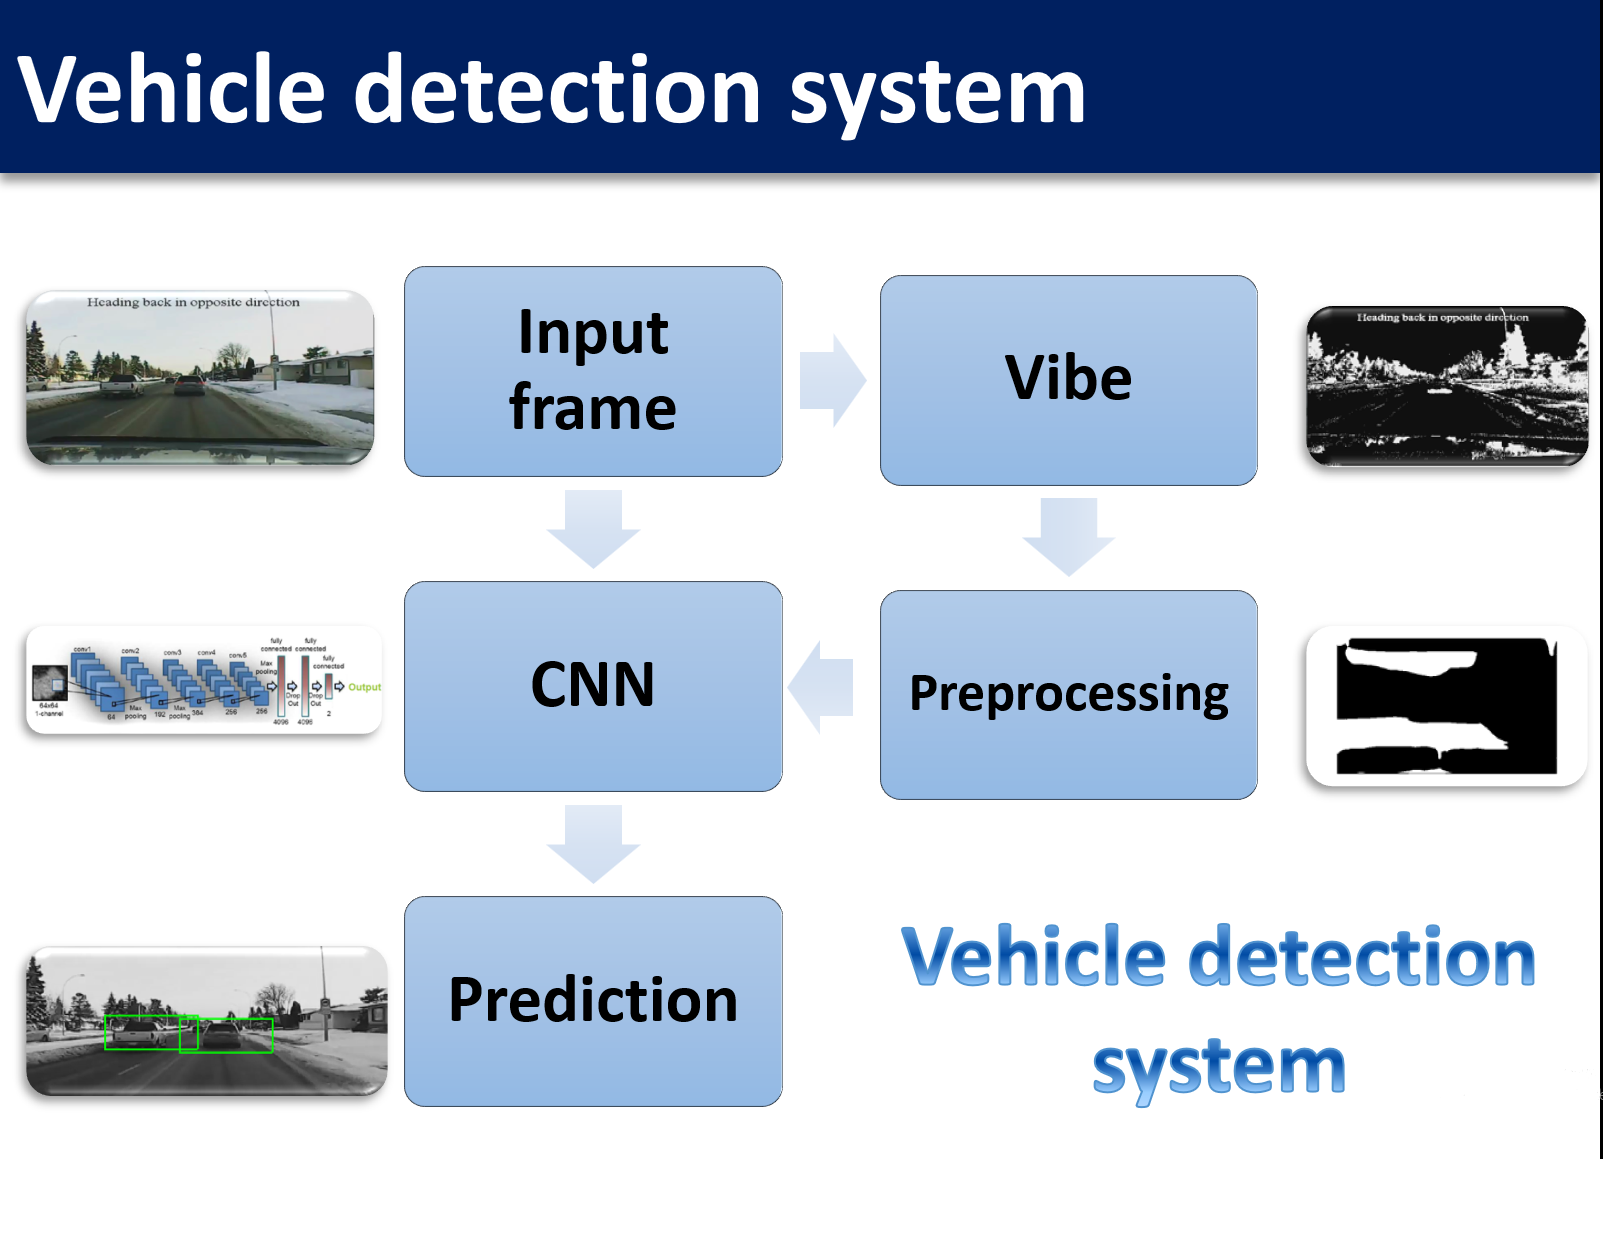 Vehicle detection system
Heading back in opposite direction
Input
frame
Vibe
Heading back in opposite direction
conv1
conv2
conv3
conv4
conv5
Max
pooling
fully
connected
fully
connected
fully
connected
64x64
1-channel
64
Max
pooling
192
Max
pooling
384
256
256
Drop
Out
Drop
Out
4096
4096
2
Output
CNN
Preprocessing
Prediction
Vehicle detection
system